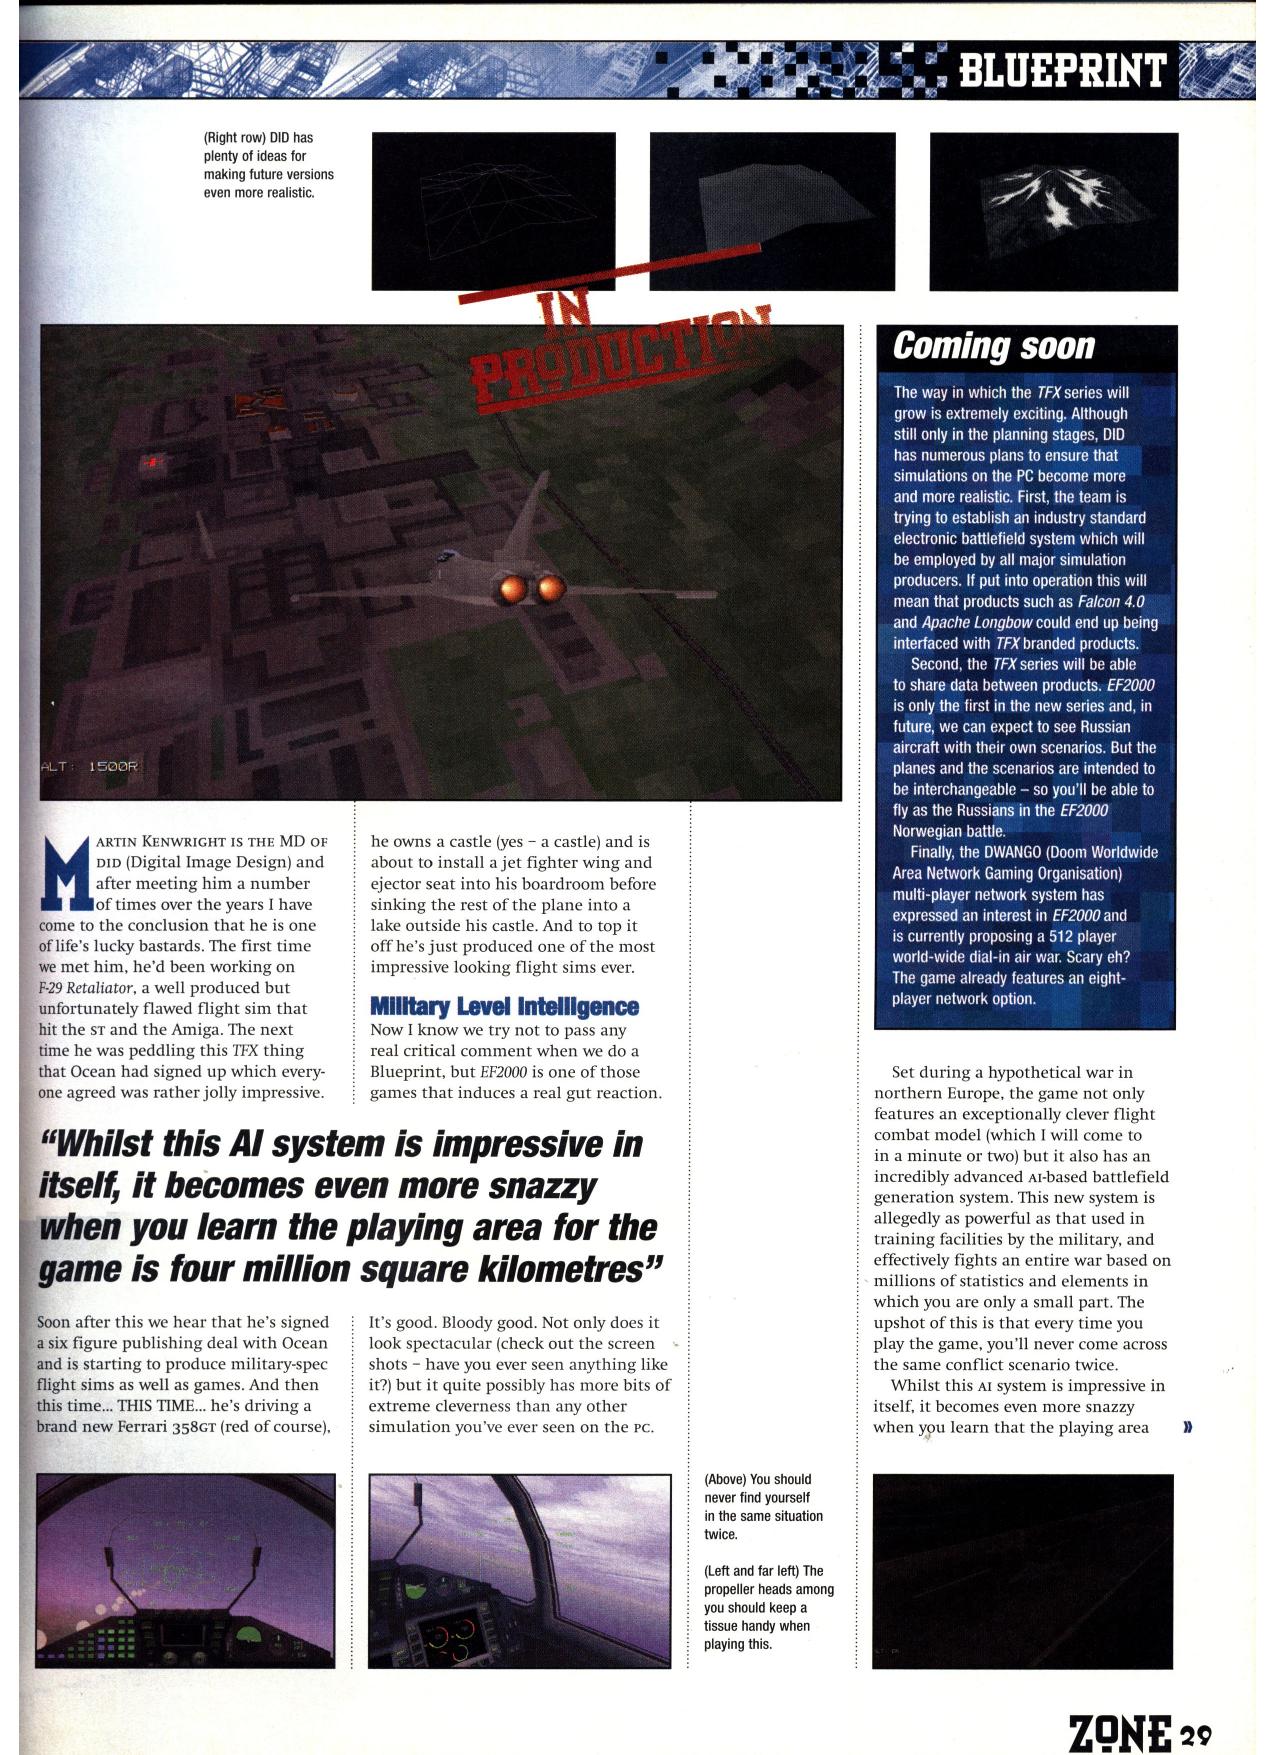 BLUEPRINT
(Right row) DID has
plenty of ideas for
making future versions
even more realistic.
IN
PRODUCTION
ALT: 1500R
MARTIN KENWRIGHT IS THE MD OF
DID (Digital Image Design) and
after meeting him a number
of times over the years I have
come to the conclusion that he is one
of life's lucky bastards. The first time
we met him, he'd been working on
F-29 Retaliator, a well produced but
unfortunately flawed flight sim that
hit the ST and the Amiga. The next
time he was peddling this TFX thing
that Ocean had signed up which every-
one agreed was rather jolly impressive.
“Whilst this AI system is impressive in
itself, it becomes even more snazzy
when you learn the playing area for the
game is four million square kilometres”
Soon after this we hear that he's signed
a six figure publishing deal with Ocean
and is starting to produce military-spec
flight sims as well as games. And then
this time... THIS TIME... he's driving a
brand new Ferrari 358GT (red of course),
he owns a castle (yes – a castle) and is
about to install a jet fighter wing and
ejector seat into his boardroom before
sinking the rest of the plane into a
lake outside his castle. And to top it
off he's just produced one of the most
impressive looking flight sims ever.
Military Level Intelligence
Now I know we try not to pass any
real critical comment when we do a
Blueprint, but EF2000 is one of those
games that induces a real gut reaction.
It's good. Bloody good. Not only does it
look spectacular (check out the screen
shots – have you ever seen anything like
it?) but it quite possibly has more bits of
extreme cleverness than any other
simulation you've ever seen on the PC.
Coming soon
The way in which the TFX series will
grow is extremely exciting. Although
still only in the planning stages, DID
has numerous plans to ensure that
simulations on the PC become more
and more realistic. First, the team is
trying to establish an industry standard
electronic battlefield system which will
be employed by all major simulation
producers. If put into operation this will
mean that products such as Falcon 4.0
and Apache Longbow could end up being
interfaced with TFX branded products.
Second, the TFX series will be able
to share data between products. EF2000
is only the first in the new series and, in
future, we can expect to see Russian
aircraft with their own scenarios. But the
planes and the scenarios are intended to
be interchangeable – so you'll be able to
fly as the Russians in the EF2000
Norwegian battle.
Finally, the DWANGO (Doom Worldwide
Area Network Gaming Organisation)
multi-player network system has
expressed an interest in EF2000 and
is currently proposing a 512 player
world-wide dial-in air war. Scary eh?
The game already features an eight-
player network option.
Set during a hypothetical war in
northern Europe, the game not only
features an exceptionally clever flight
combat model (which I will come to
in a minute or two) but it also has an
incredibly advanced AI-based battlefield
generation system. This new system is
allegedly as powerful as that used in
training facilities by the military, and
effectively fights an entire war based on
millions of statistics and elements in
which you are only a small part. The
upshot of this is that every time you
play the game, you'll never come across
the same conflict scenario twice.
Whilst this AI system is impressive in
itself, it becomes even more snazzy
when you learn that the playing area »
(Above) You should
never find yourself
in the same situation
twice.
(Left and far left) The
propeller heads among
you should keep a
tissue handy when
playing this.
ZONE 29